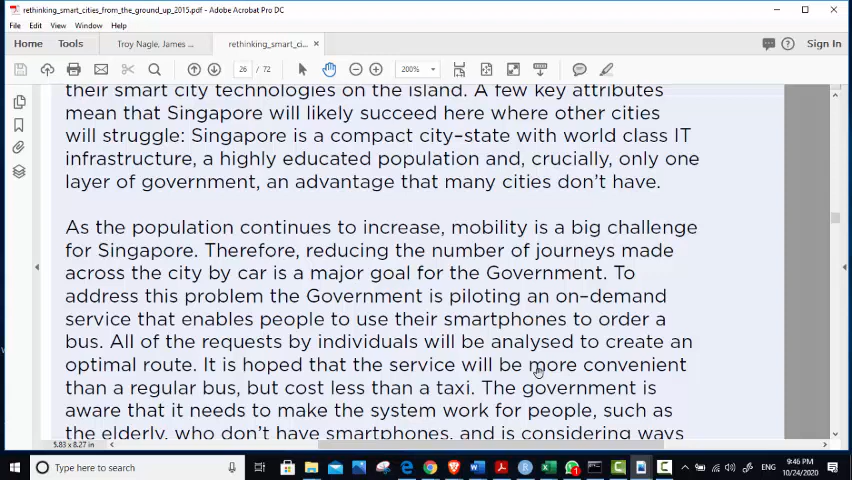 rethinking_smart_cities_from_the_ground_up_2015.pdf - Adobe Acrobat Pro DC
File Edit View Window Help
Home Tools Troy Nagle, James ... rethinking_smart_ci... × Sign In
26 / 72 200%
their smart city technologies on the island. A few key attributes
mean that Singapore will likely succeed here where other cities
will struggle: Singapore is a compact city–state with world class IT
infrastructure, a highly educated population and, crucially, only one
layer of government, an advantage that many cities don’t have.
As the population continues to increase, mobility is a big challenge
for Singapore. Therefore, reducing the number of journeys made
across the city by car is a major goal for the Government. To
address this problem the Government is piloting an on–demand
service that enables people to use their smartphones to order a
bus. All of the requests by individuals will be analysed to create an
optimal route. It is hoped that the service will be more convenient
than a regular bus, but cost less than a taxi. The government is
aware that it needs to make the system work for people, such as
the elderly, who don’t have smartphones, and is considering ways
5.83 x 8.27 in
Type here to search
ENG
9:46 PM
10/24/2020